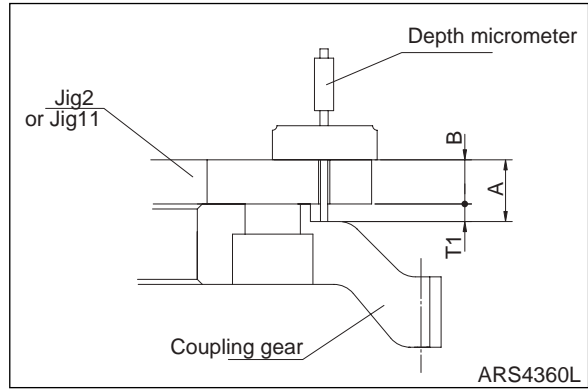 Depth micrometer
Jig2
or Jig11
B
A
T1
Coupling gear
ARS4360L